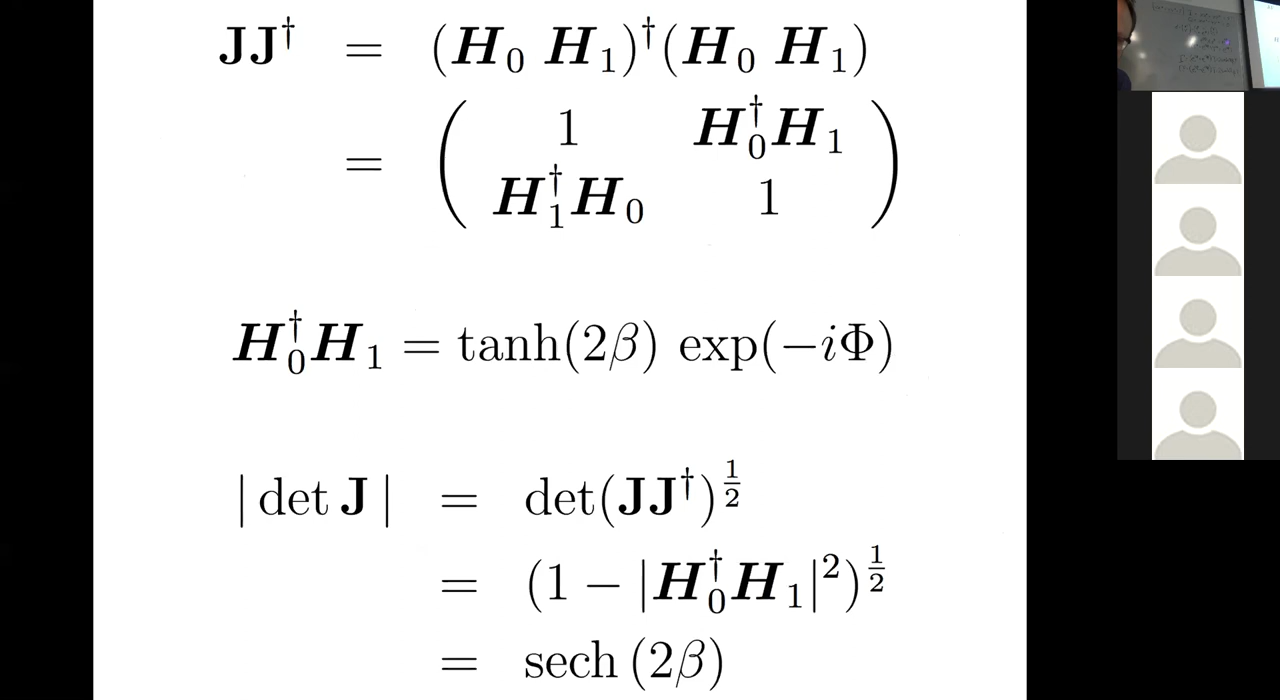 JJ† = (H₀ H₁)†(H₀ H₁)
= ( 1 H₀†H₁
H₁†H₀ 1 )
H₀†H₁ = tanh(2β) exp(−iΦ)
| det J | = det(JJ†)^½
= (1 − |H₀†H₁|²)^½
= sech (2β)